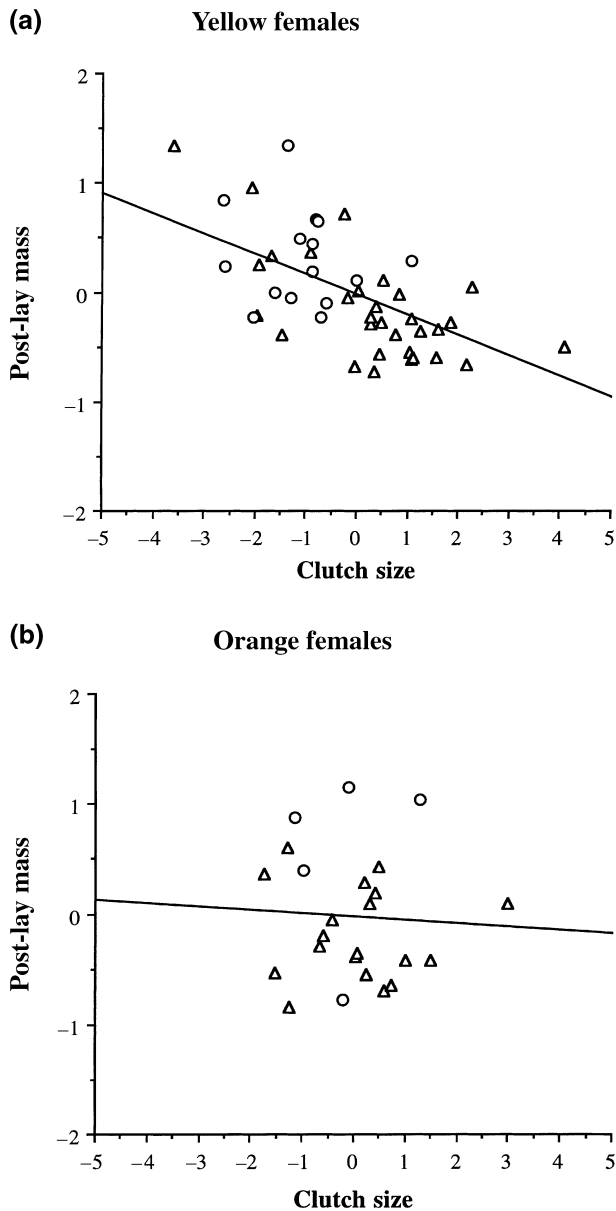 (a)
Yellow females
2
1
0
–1
–2
Post-lay mass
–5 –4 –3 –2 –1 0 1 2 3 4 5
Clutch size
(b)
Orange females
2
1
0
–1
–2
Post-lay mass
–5 –4 –3 –2 –1 0 1 2 3 4 5
Clutch size